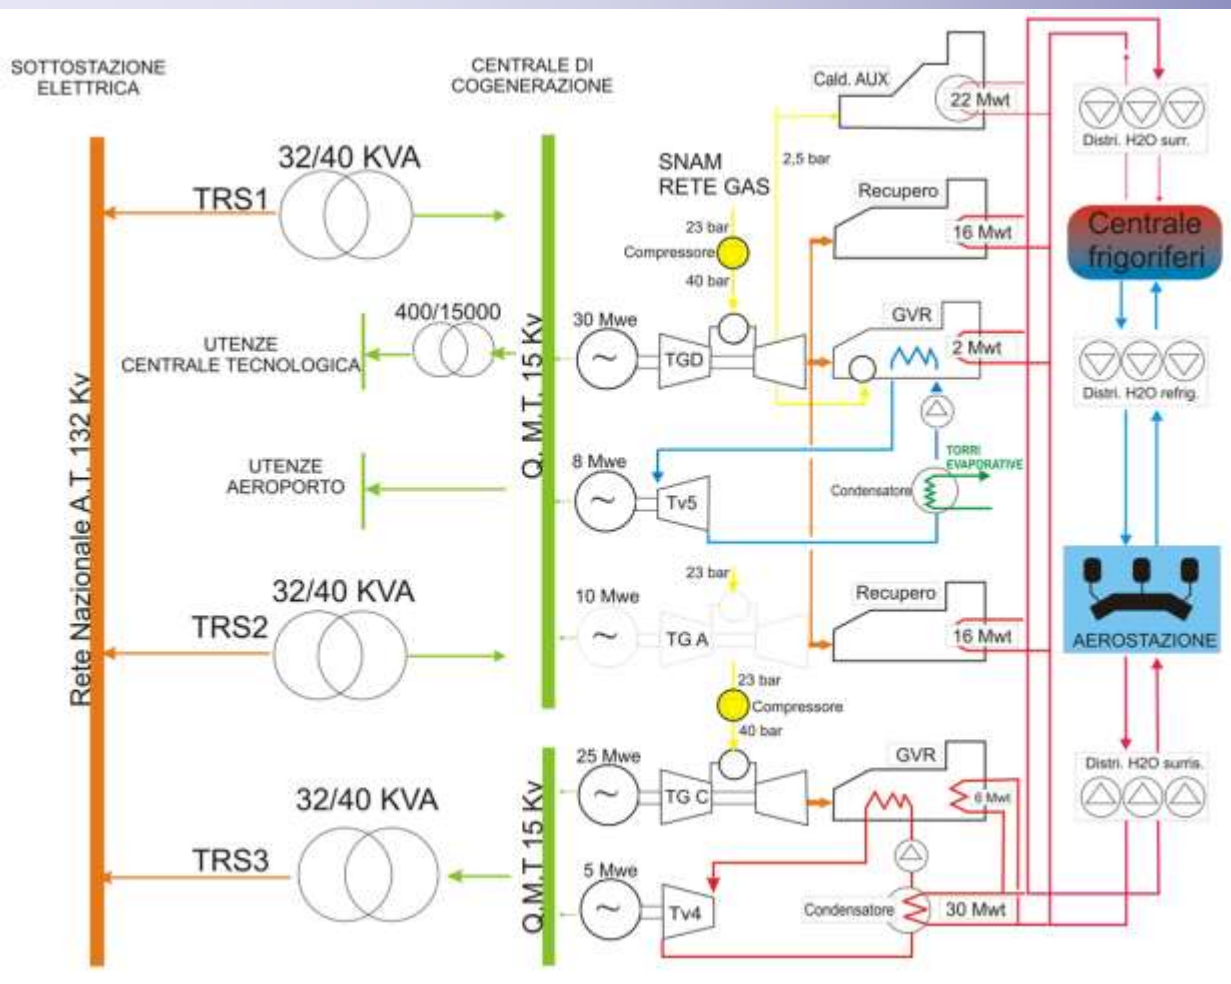 SOTTOSTAZIONE
ELETTRICA
CENTRALE DI
COGENERAZIONE
Rete Nazionale A.T. 132 Kv
32/40 KVA
TRS1
400/15000
UTENZE
CENTRALE TECNOLOGICA
UTENZE
AEROPORTO
32/40 KVA
TRS2
32/40 KVA
TRS3
Q. M.T. 15 Kv
Q.M.T 15 Kv
SNAM
RETE GAS
23 bar
Compressore
40 bar
2,5 bar
30 Mwe
~
TGD
8 Mwe
~
Tv5
10 Mwe
~
TG A
23 bar
23 bar
Compressore
40 bar
25 Mwe
~
TG C
5 Mwe
~
Tv4
Cald. AUX
22 Mwt
Recupero
16 Mwt
GVR
2 Mwt
TORRI
EVAPORATIVE
Condensatore
Recupero
16 Mwt
GVR
6 Mwt
Condensatore
30 Mwt
Distri. H2O surr.
Centrale
frigoriferi
Distri. H2O refrig.
AEROSTAZIONE
Distri. H2O surris.